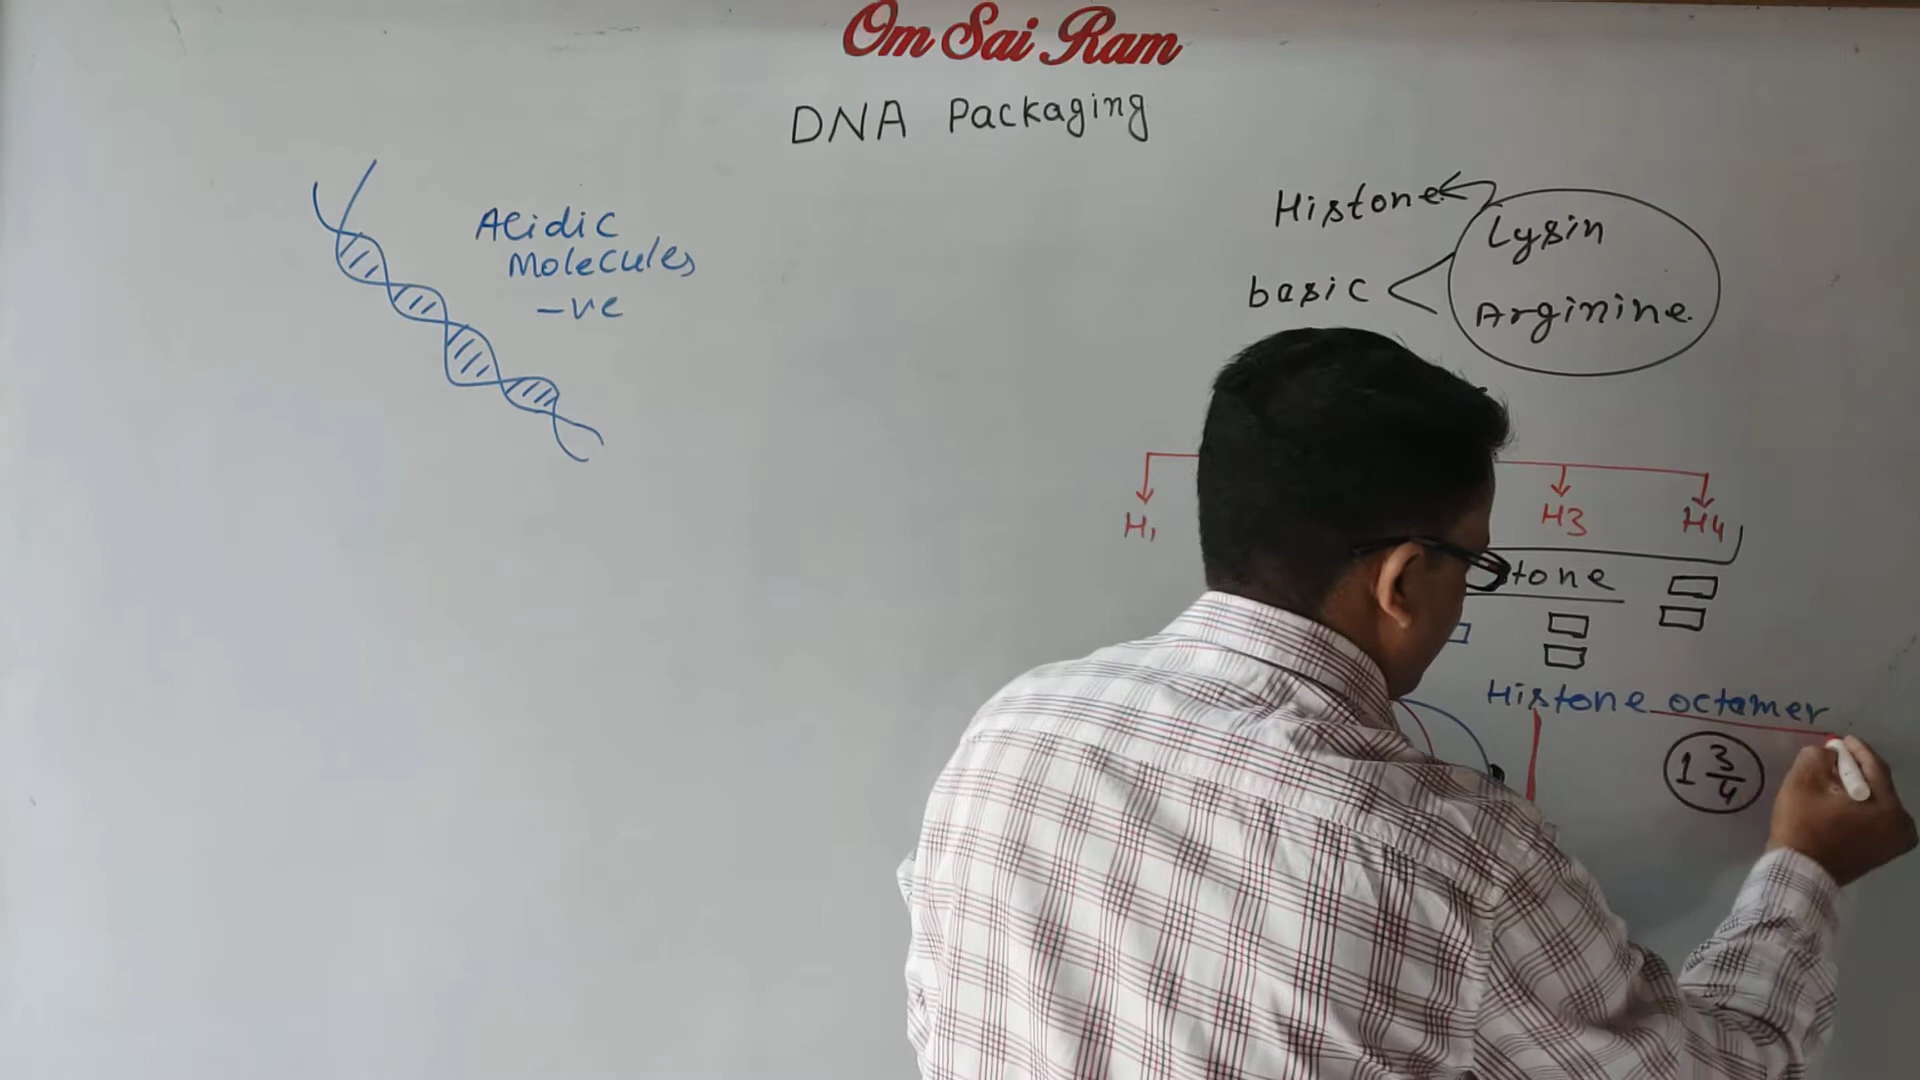 Om Sai Ram
DNA Packaging
Acidic
Molecules
-ve
Histone
Lysin
basic
Arginine.
H1
H3
H4
tone
Histone octamer
1 3/4